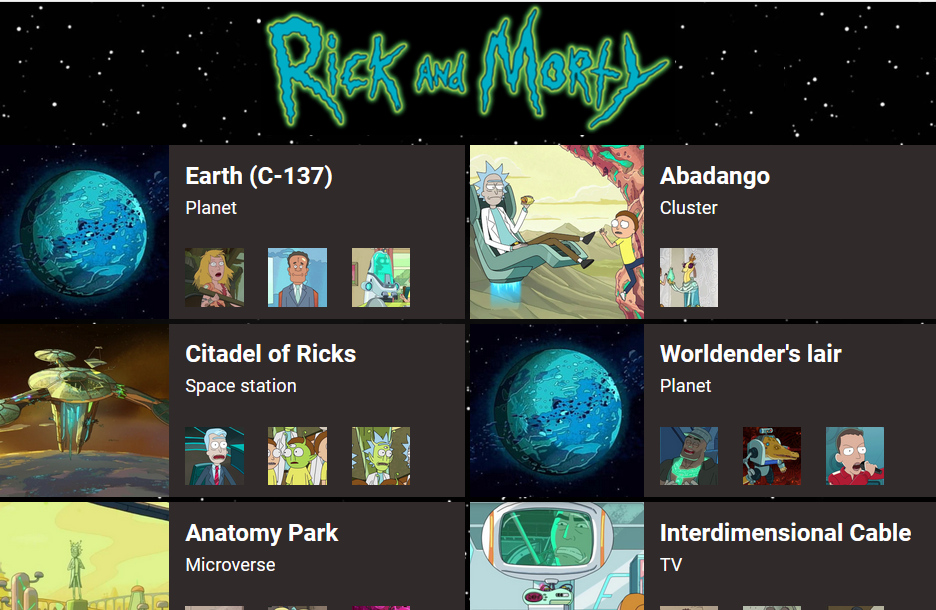 Rick and Morty
Earth (C-137)
Planet
Abadango
Cluster
Citadel of Ricks
Space station
Worldender's lair
Planet
Anatomy Park
Microverse
Interdimensional Cable
TV